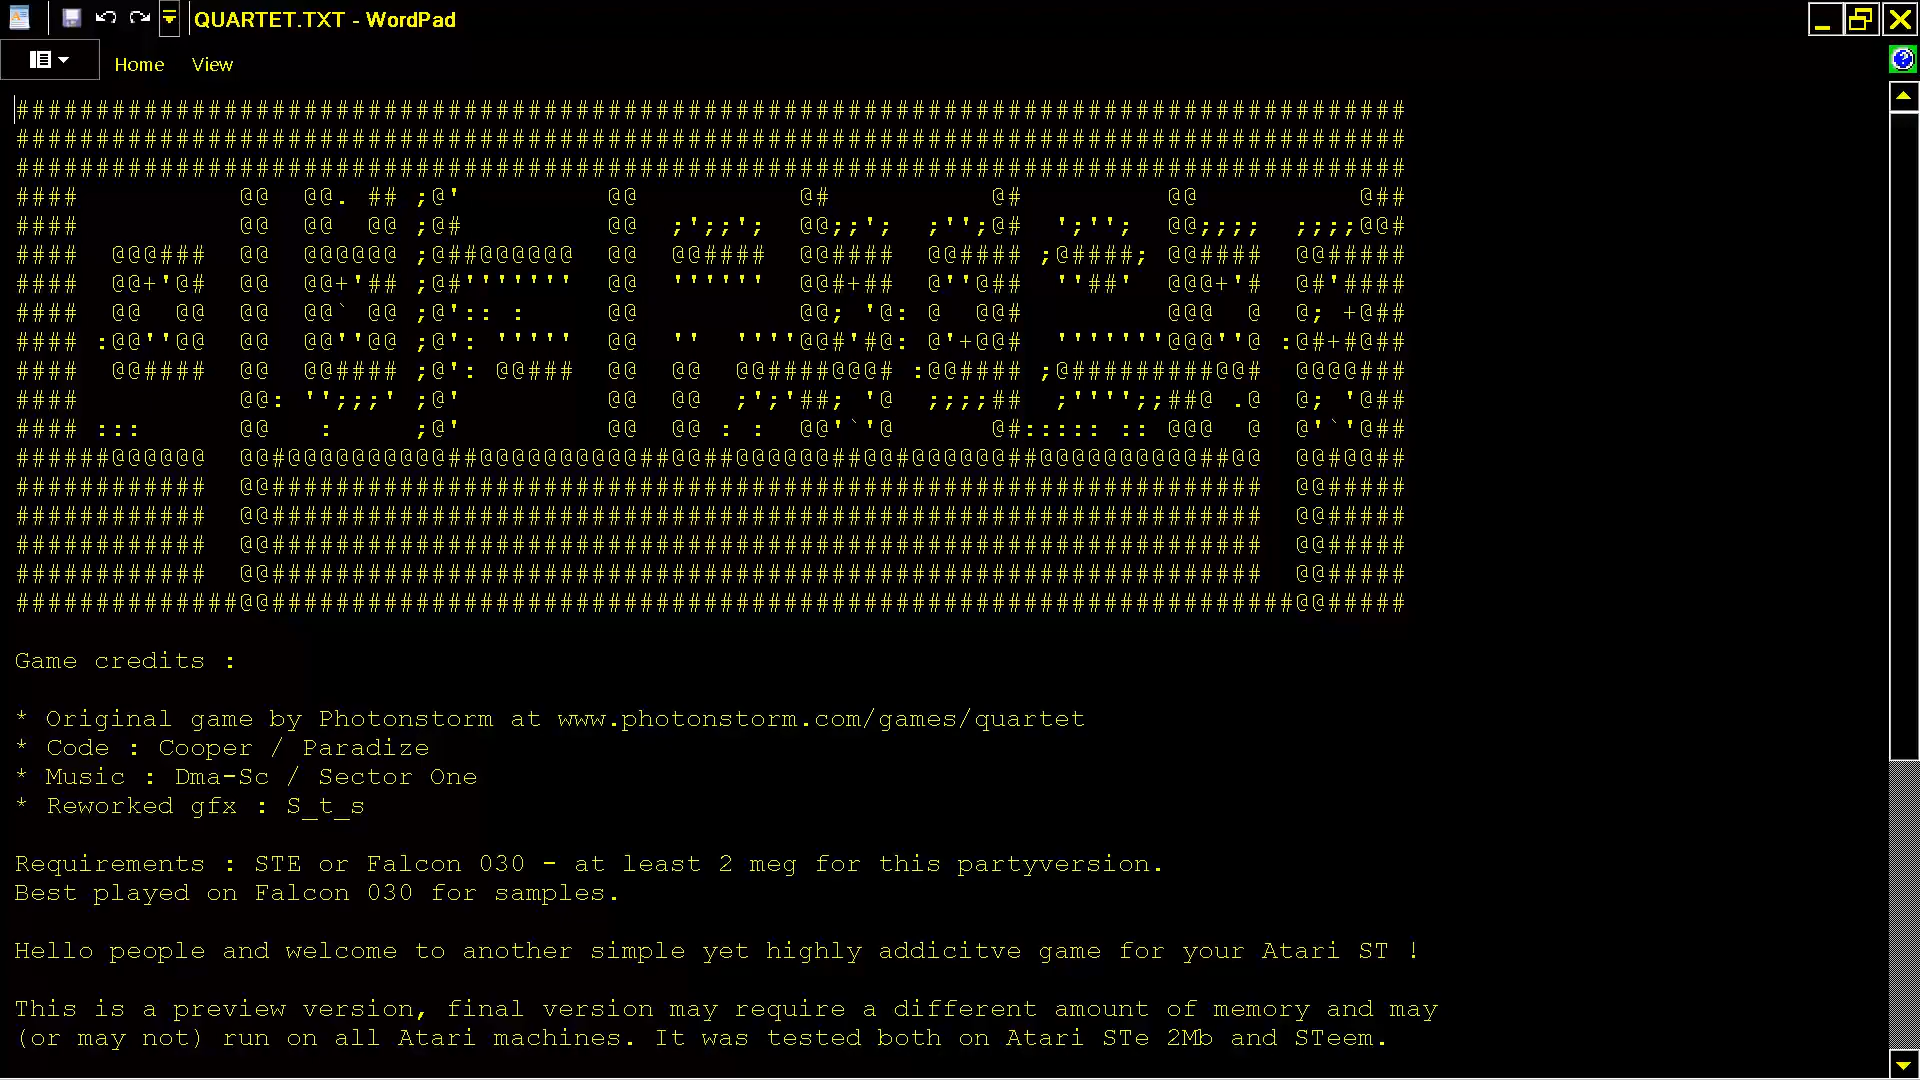 QUARTET.TXT - WordPad
Home View
Game credits :
* Original game by Photonstorm at www.photonstorm.com/games/quartet
* Code : Cooper / Paradize
* Music : Dma-Sc / Sector One
* Reworked gfx : S_t_s
Requirements : STE or Falcon 030 - at least 2 meg for this partyversion.
Best played on Falcon 030 for samples.
Hello people and welcome to another simple yet highly addicitve game for your Atari ST !
This is a preview version, final version may require a different amount of memory and may
(or may not) run on all Atari machines. It was tested both on Atari STe 2Mb and STeem.